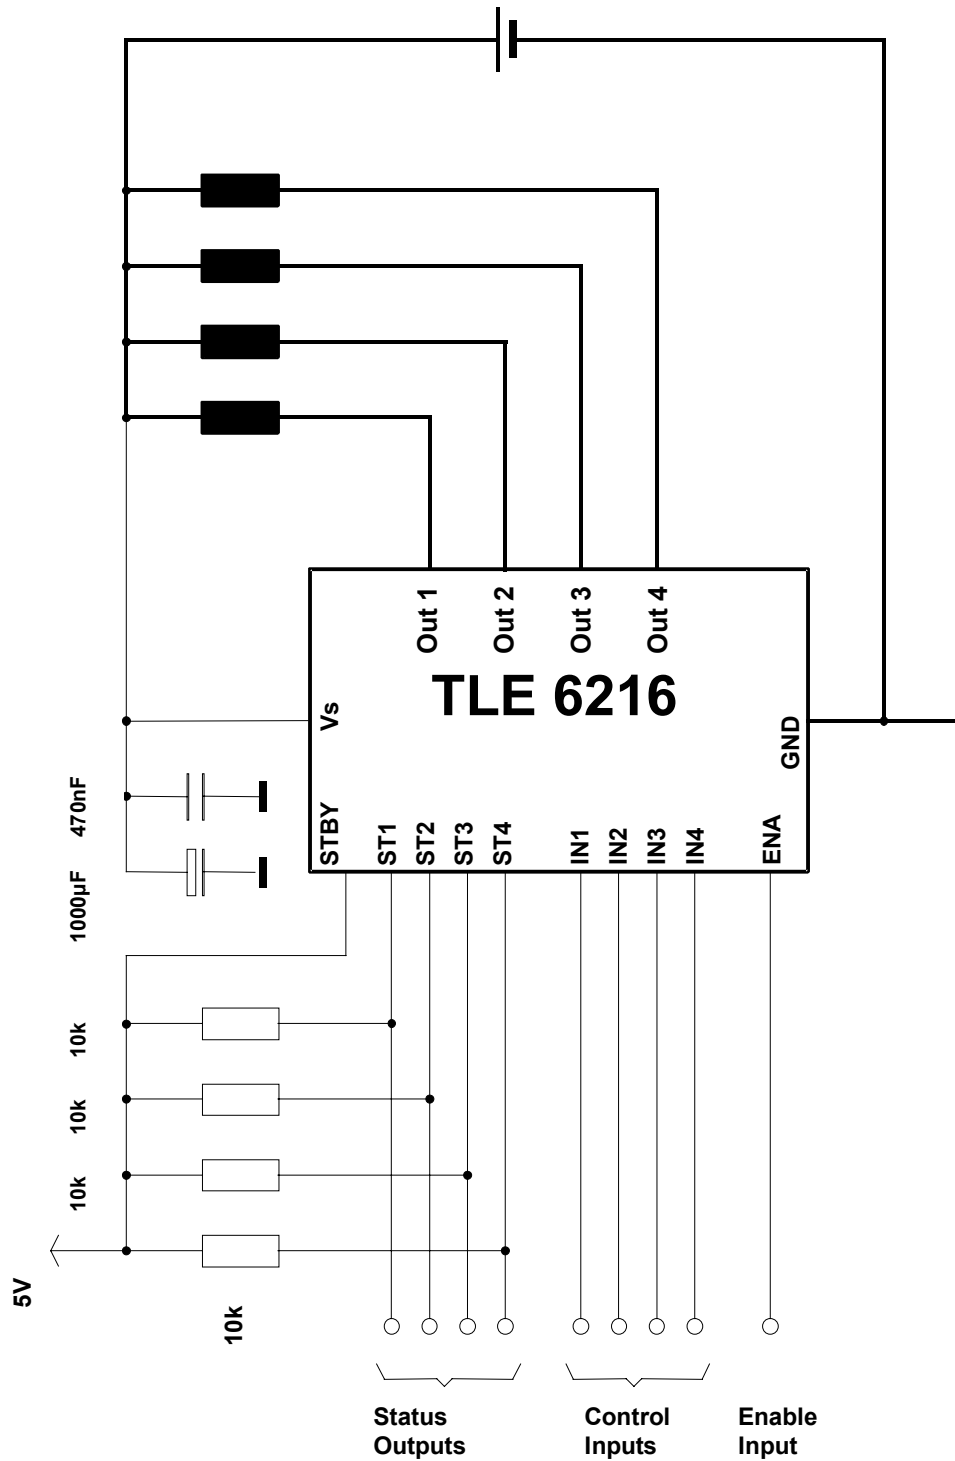 Out 1
Out 2
Out 3
Out 4
TLE 6216
Vs
GND
470nF
1000µF
STBY
ST1
ST2
ST3
ST4
IN1
IN2
IN3
IN4
ENA
10k
10k
10k
10k
5V
Status
Outputs
Control
Inputs
Enable
Input